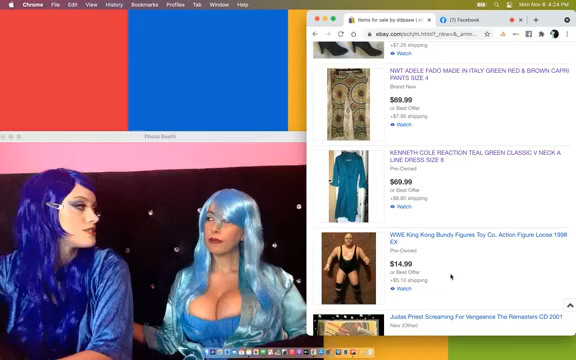 Chrome File Edit View History Bookmarks Profiles Tab Window Help
Mon Nov 8 4:24 PM
Items for sale by ddpaaw
(7) Facebook
ebay.com/sch/m.html?_nkw=&_armr...
+$7.26 shipping
Watch
NWT ADELE FADO MADE IN ITALY GREEN RED & BROWN CAPRI
PANTS SIZE 4
Brand New
$69.99
or Best Offer
+$7.95 shipping
Watch
Photo Booth
KENNETH COLE REACTION TEAL GREEN CLASSIC V NECK A
LINE DRESS SIZE 8
Pre-Owned
$69.99
or Best Offer
+$6.80 shipping
Watch
WWE King Kong Bundy Figures Toy Co. Action Figure Loose 1998
EX
Pre-Owned
$14.99
or Best Offer
+$5.10 shipping
Watch
Judas Priest Screaming For Vengeance The Remasters CD 2001
New (Other)